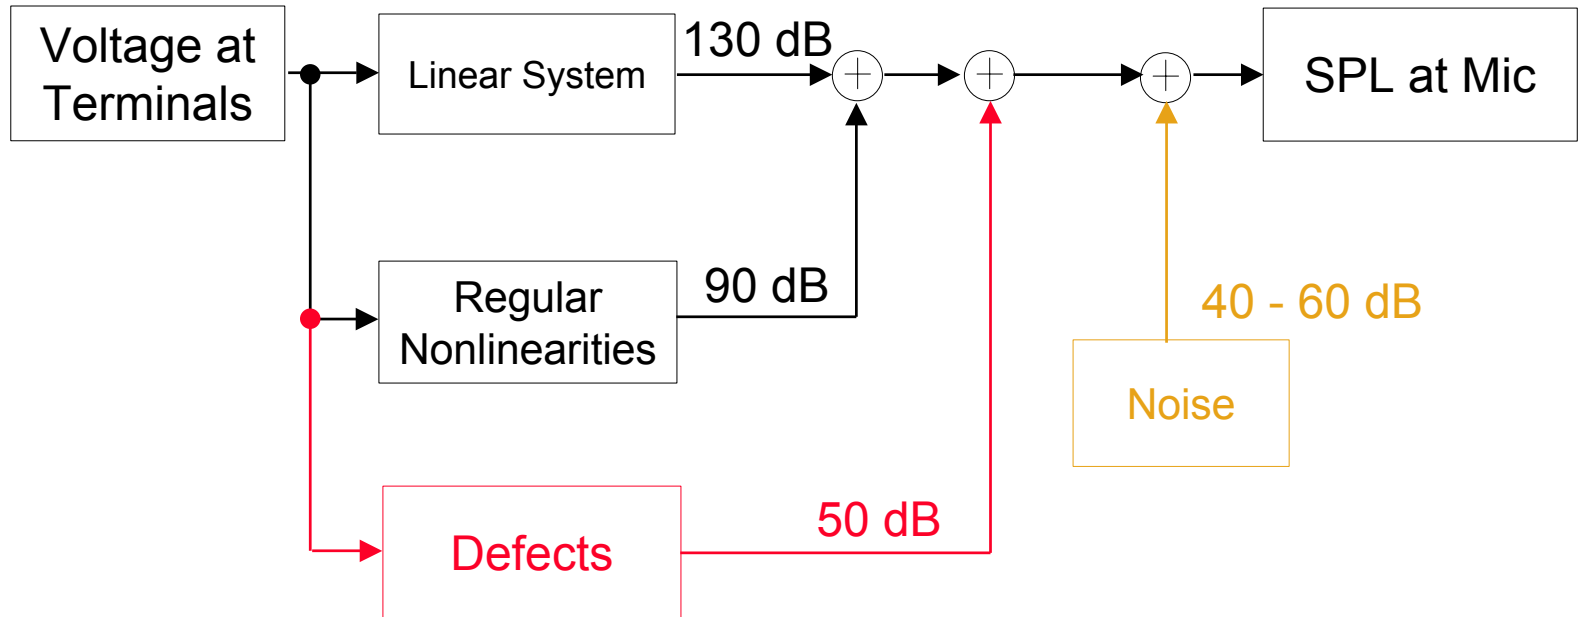 Voltage at
Terminals
Linear System
130 dB
SPL at Mic
Regular
Nonlinearities
90 dB
40 - 60 dB
Noise
Defects
50 dB